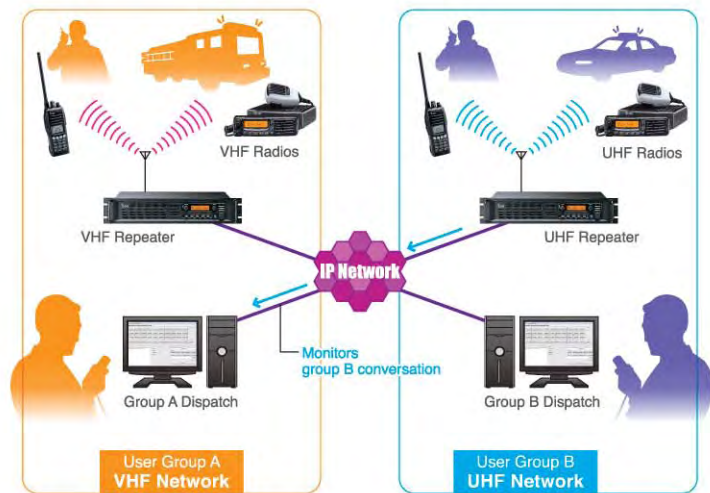 VHF Radios
UHF Radios
VHF Repeater
UHF Repeater
IP Network
Monitors
group B conversation
Group A Dispatch
Group B Dispatch
User Group A
VHF Network
User Group B
UHF Network